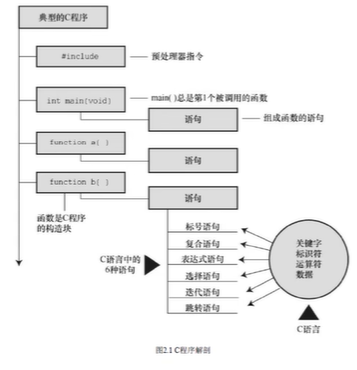 典型的C程序
#include
预处理器指令
int main(void)
main( )总是第1个被调用的函数
语句
组成函数的语句
function a( )
语句
function b( )
语句
函数是C程序
的构造块
标号语句
复合语句
表达式语句
选择语句
迭代语句
跳转语句
C语言中的
6种语句
关键字
标识符
运算符
数据
C语言
图2.1 C程序解剖